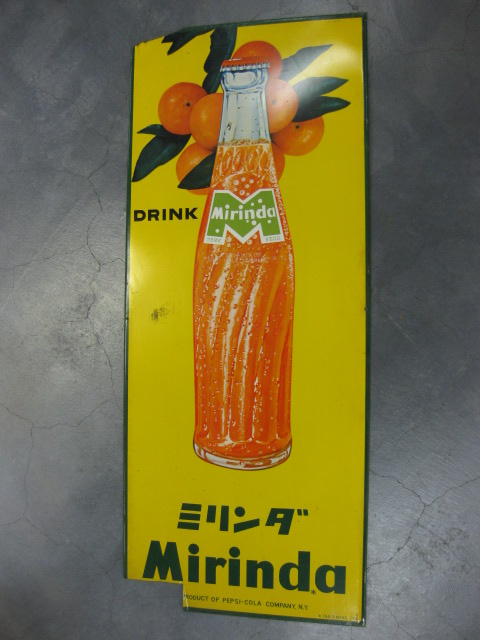 DRINK
Mirinda
ミリンダ
Mirinda
PRODUCT OF PEPSI-COLA COMPANY, N.Y.